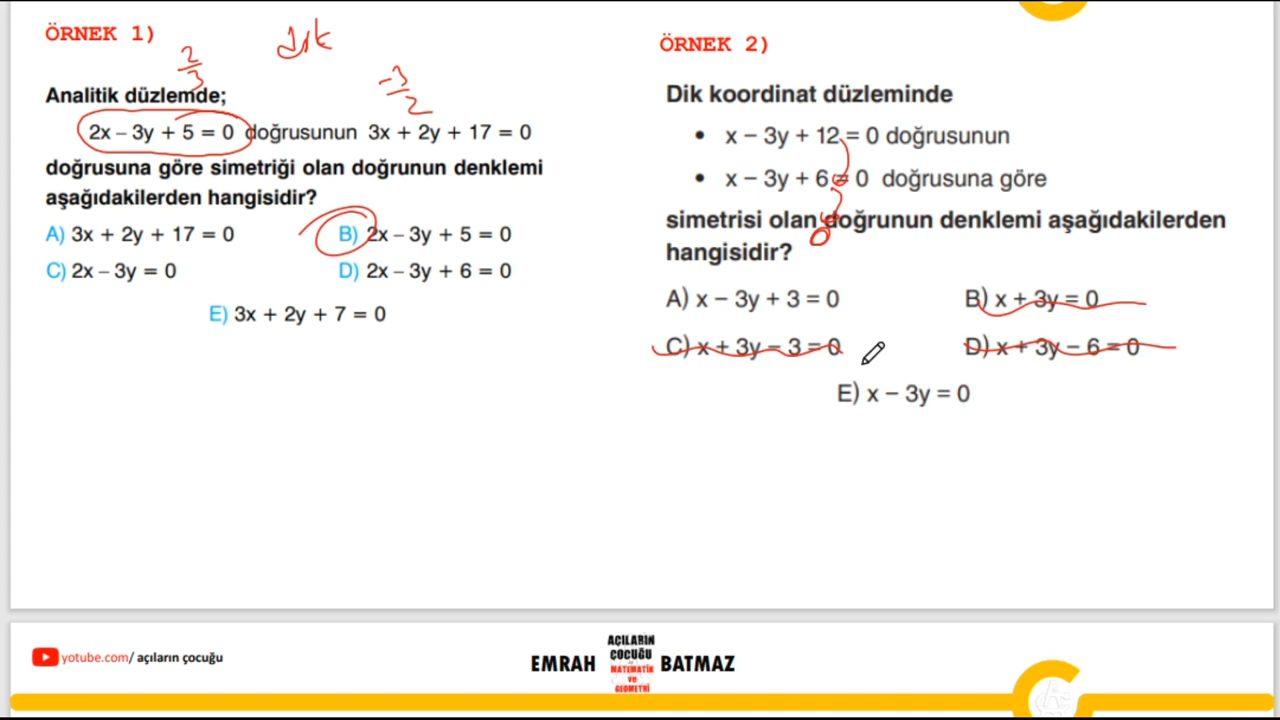 ÖRNEK 1)
dik
2/3
-3/2
Analitik düzlemde;
2x – 3y + 5 = 0 doğrusunun 3x + 2y + 17 = 0
doğrusuna göre simetriği olan doğrunun denklemi
aşağıdakilerden hangisidir?
A) 3x + 2y + 17 = 0
B) 2x – 3y + 5 = 0
C) 2x – 3y = 0
D) 2x – 3y + 6 = 0
E) 3x + 2y + 7 = 0
ÖRNEK 2)
Dik koordinat düzleminde
• x – 3y + 12 = 0 doğrusunun
• x – 3y + 6 = 0 doğrusuna göre
simetrisi olan doğrunun denklemi aşağıdakilerden
hangisidir?
0
A) x – 3y + 3 = 0
B) x + 3y = 0
C) x + 3y – 3 = 0
D) x + 3y – 6 = 0
E) x – 3y = 0
yotube.com/ açıların çocuğu
EMRAH
AÇILARIN
ÇOCUĞU
MATEMATİK
ve
GEOMETRİ
BATMAZ